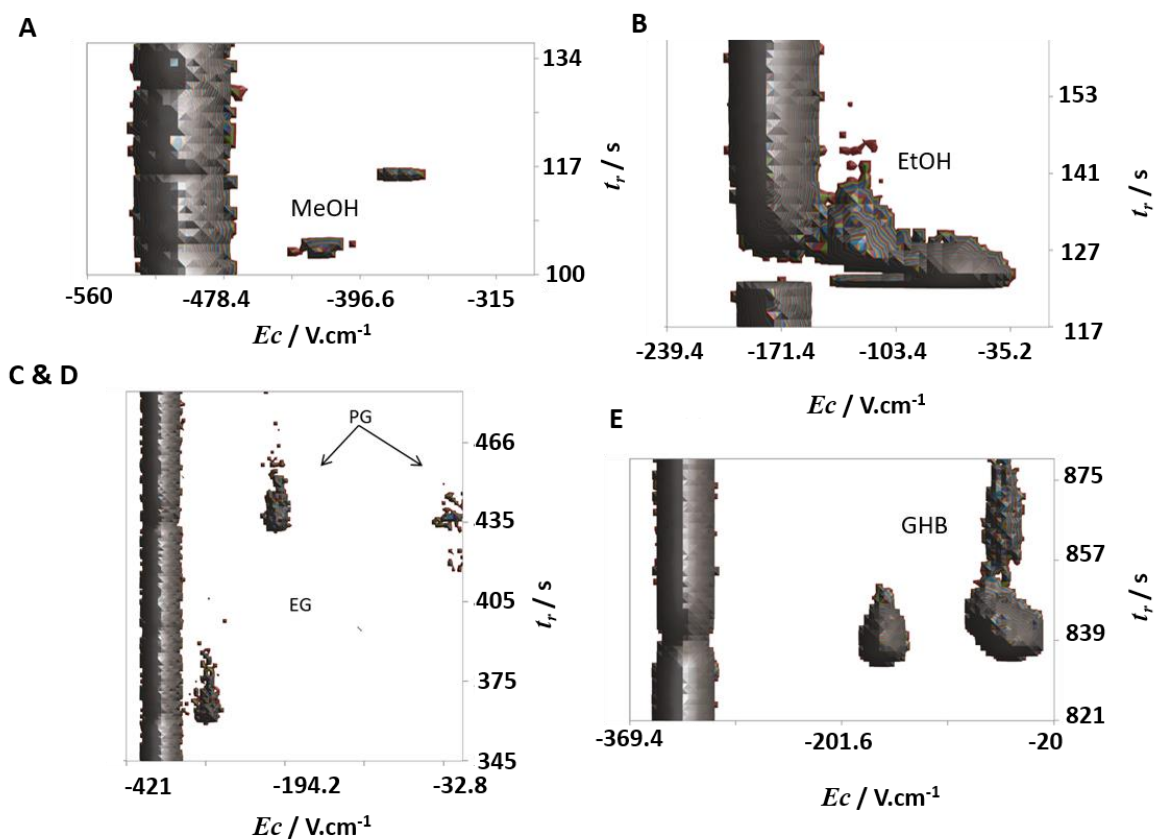 A
134
117
100
t_r / s
MeOH
-560
-478.4
-396.6
-315
Ec / V.cm⁻¹
B
153
141
127
117
t_r / s
EtOH
-239.4
-171.4
-103.4
-35.2
Ec / V.cm⁻¹
C & D
PG
466
435
405
375
345
t_r / s
EG
-421
-194.2
-32.8
Ec / V.cm⁻¹
E
875
857
839
821
t_r / s
GHB
-369.4
-201.6
-20
Ec / V.cm⁻¹